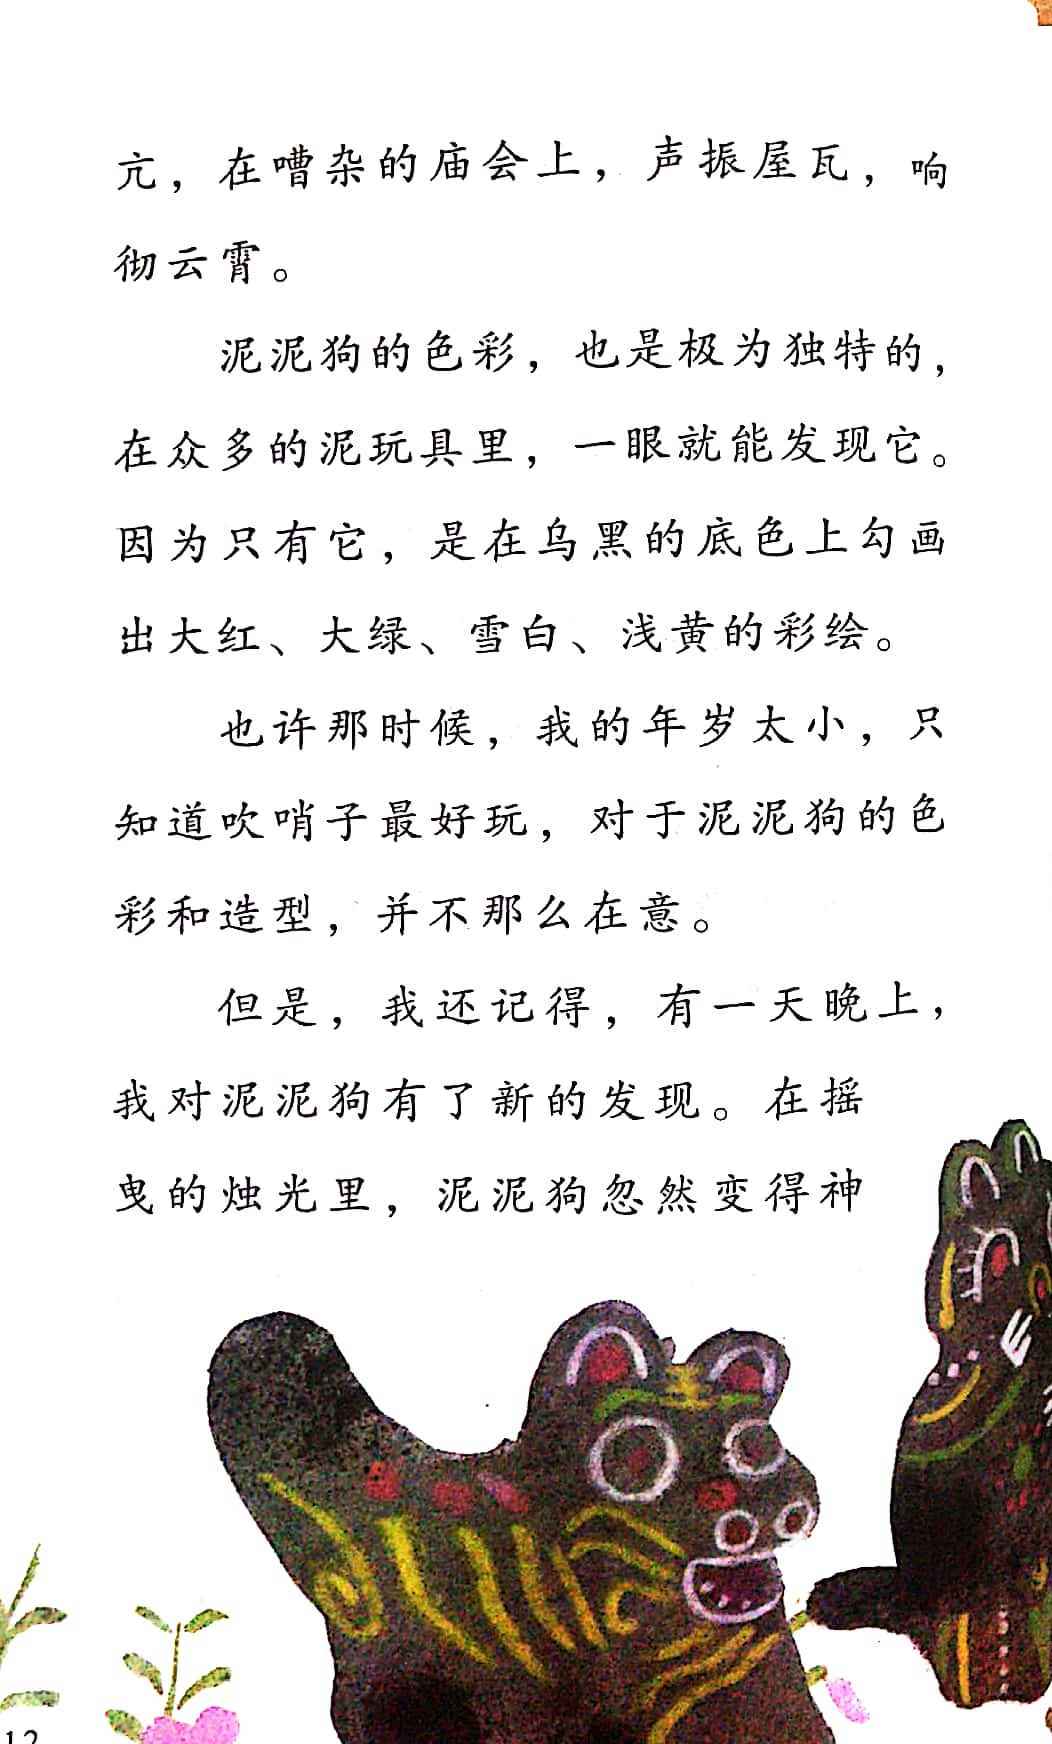 亢，在嘈杂的庙会上，声振屋瓦，响
彻云霄。
泥泥狗的色彩，也是极为独特的，
在众多的泥玩具里，一眼就能发现它。
因为只有它，是在乌黑的底色上勾画
出大红、大绿、雪白、浅黄的彩绘。
也许那时候，我的年岁太小，只
知道吹哨子最好玩，对于泥泥狗的色
彩和造型，并不那么在意。
但是，我还记得，有一天晚上，
我对泥泥狗有了新的发现。在摇
曳的烛光里，泥泥狗忽然变得神
12